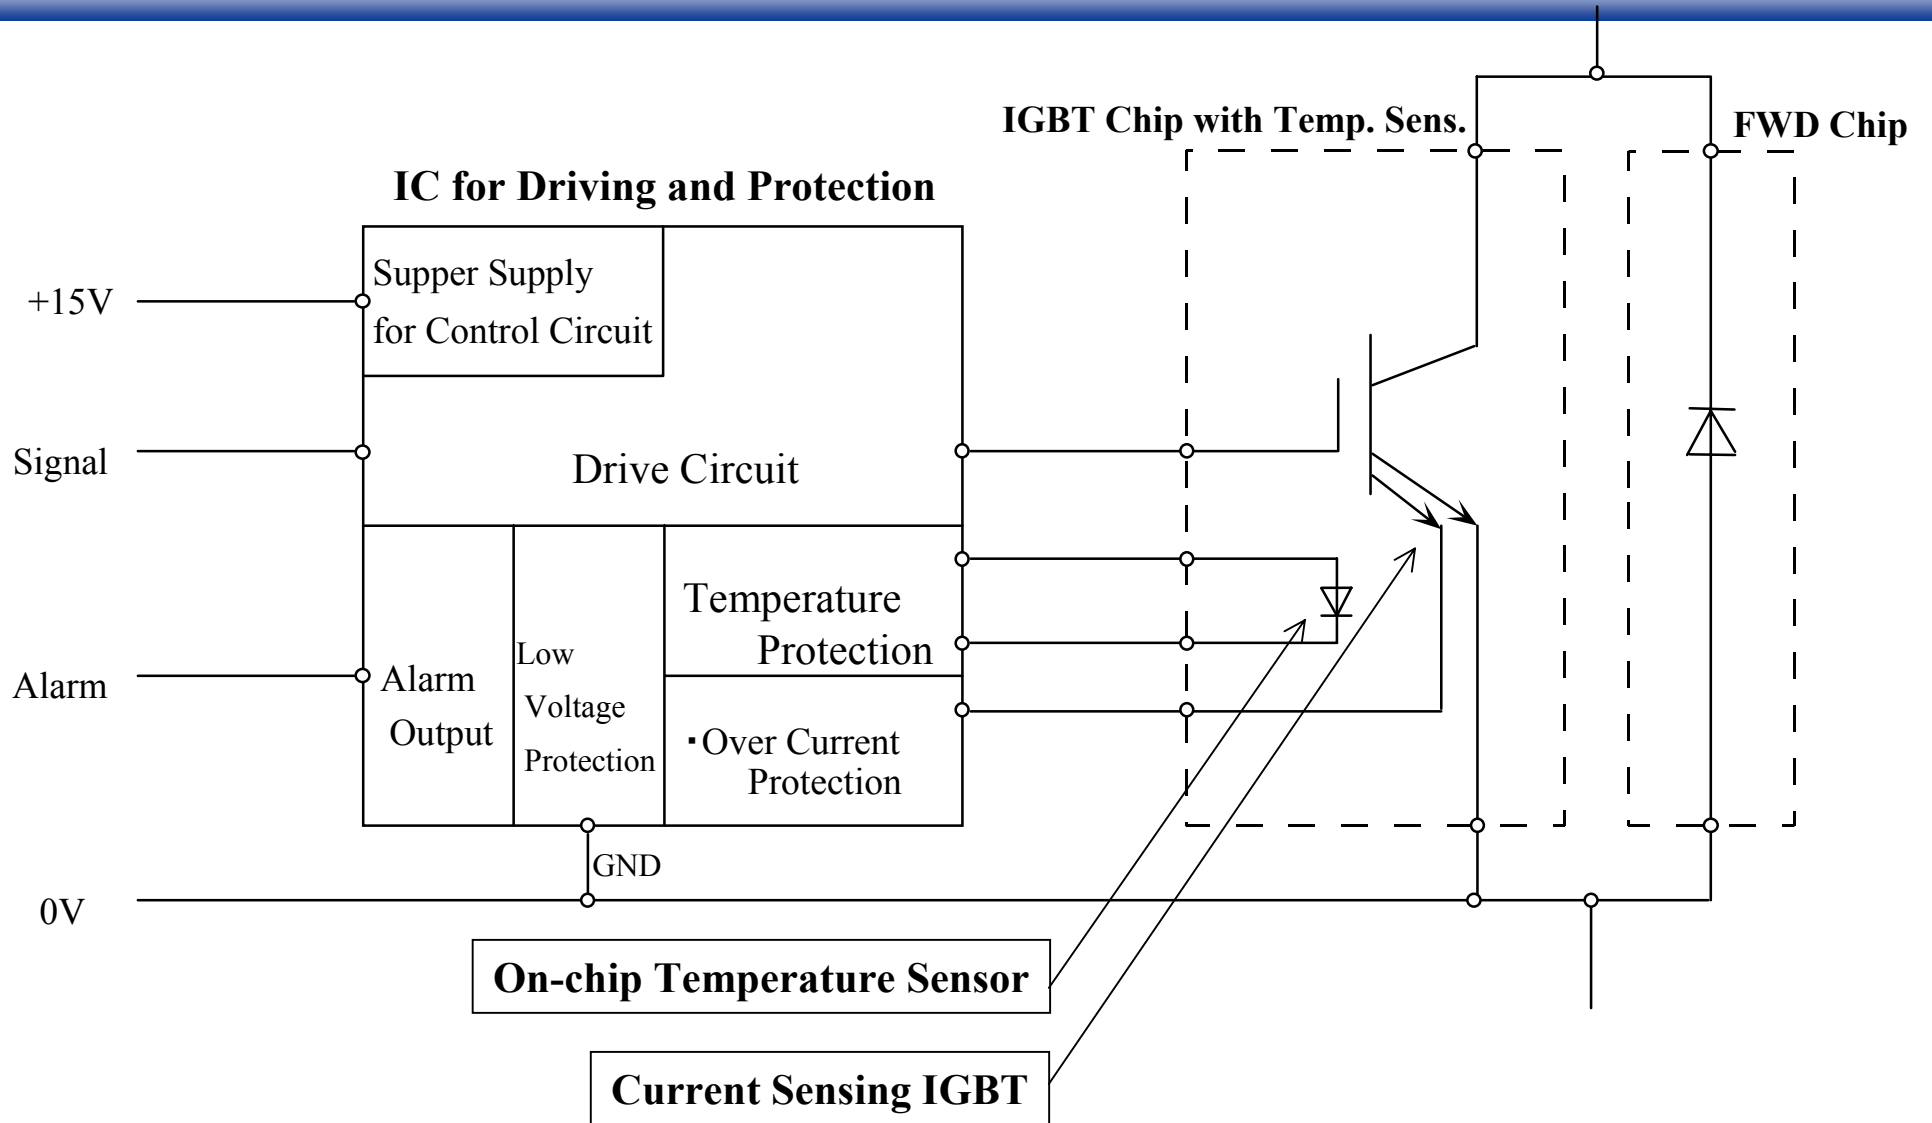 IGBT Chip with Temp. Sens.
FWD Chip
IC for Driving and Protection
+15V
Supper Supply
for Control Circuit
Signal
Drive Circuit
Temperature
Protection
Low
Voltage
Protection
Alarm
Alarm
Output
▪Over Current
Protection
GND
0V
On-chip Temperature Sensor
Current Sensing IGBT